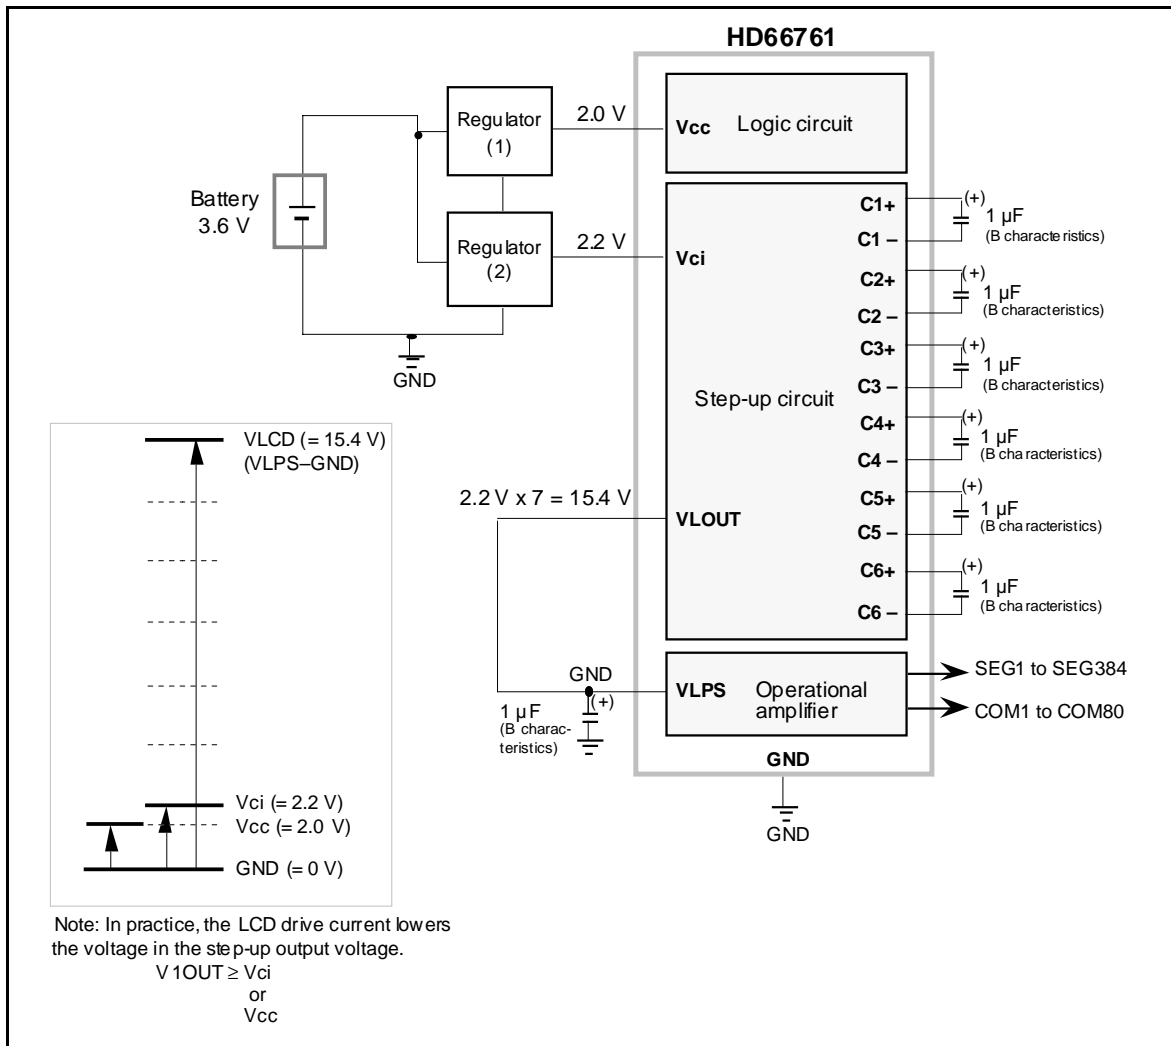 HD66761
Regulator
(1)
2.0 V
Vcc
Logic circuit
Battery
3.6 V
Regulator
(2)
2.2 V
Vci
GND
Step-up circuit
C1+
C1 –
(+)
1 µF
(B characteristics)
C2+
C2 –
(+)
1 µF
(B characteristics)
C3+
C3 –
(+)
1 µF
(B characteristics)
C4+
C4 –
(+)
1 µF
(B characteristics)
C5+
C5 –
(+)
1 µF
(B characteristics)
C6+
C6 –
(+)
1 µF
(B characteristics)
2.2 V x 7 = 15.4 V
VLOUT
GND
(+)
1 µF
(B charac-
teristics)
VLPS
Operational
amplifier
SEG1 to SEG384
COM1 to COM80
GND
GND
VLCD (= 15.4 V)
(VLPS–GND)
Vci (= 2.2 V)
Vcc (= 2.0 V)
GND (= 0 V)
Note: In practice, the LCD drive current lowers
the voltage in the step-up output voltage.
V1OUT ≥ Vci
or
Vcc